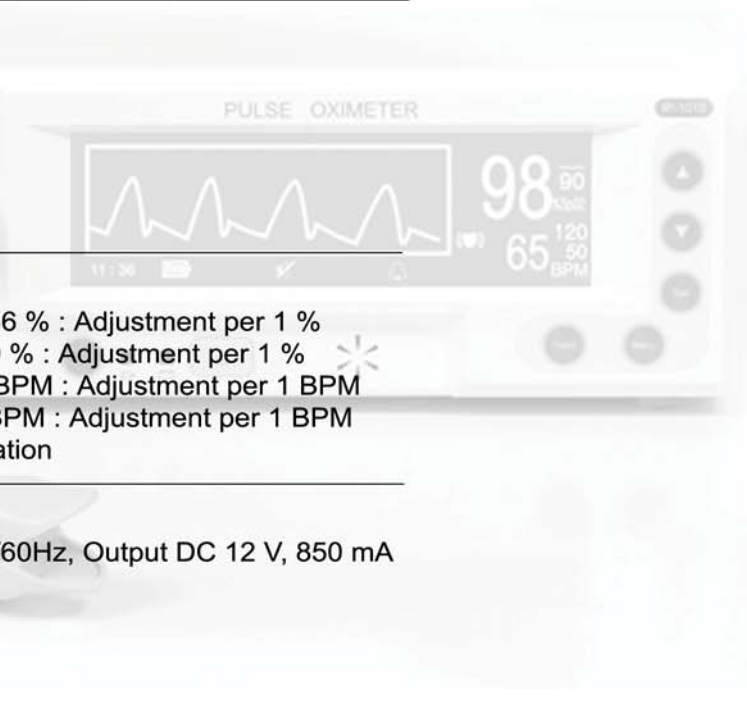 PULSE OXIMETER
98 90
%SpO2
65 120
50
BPM
11:36
6 % : Adjustment per 1 %
% : Adjustment per 1 %
BPM : Adjustment per 1 BPM
BPM : Adjustment per 1 BPM
ation
60Hz, Output DC 12 V, 850 mA